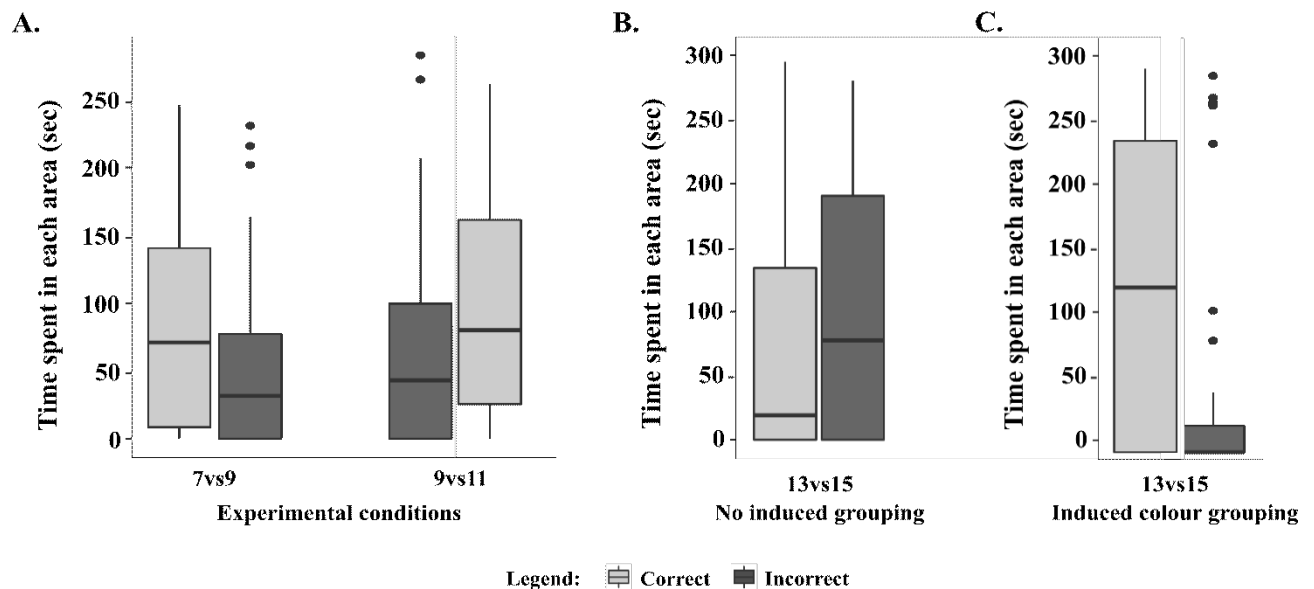 A.
Time spent in each area (sec)
250
200
150
100
50
0
7vs9 9vs11
Experimental conditions
B.
Time spent in each area (sec)
300
250
200
150
100
50
0
13vs15
No induced grouping
C.
Time spent in each area (sec)
300
250
200
150
100
50
0
13vs15
Induced colour grouping
Legend: Correct Incorrect